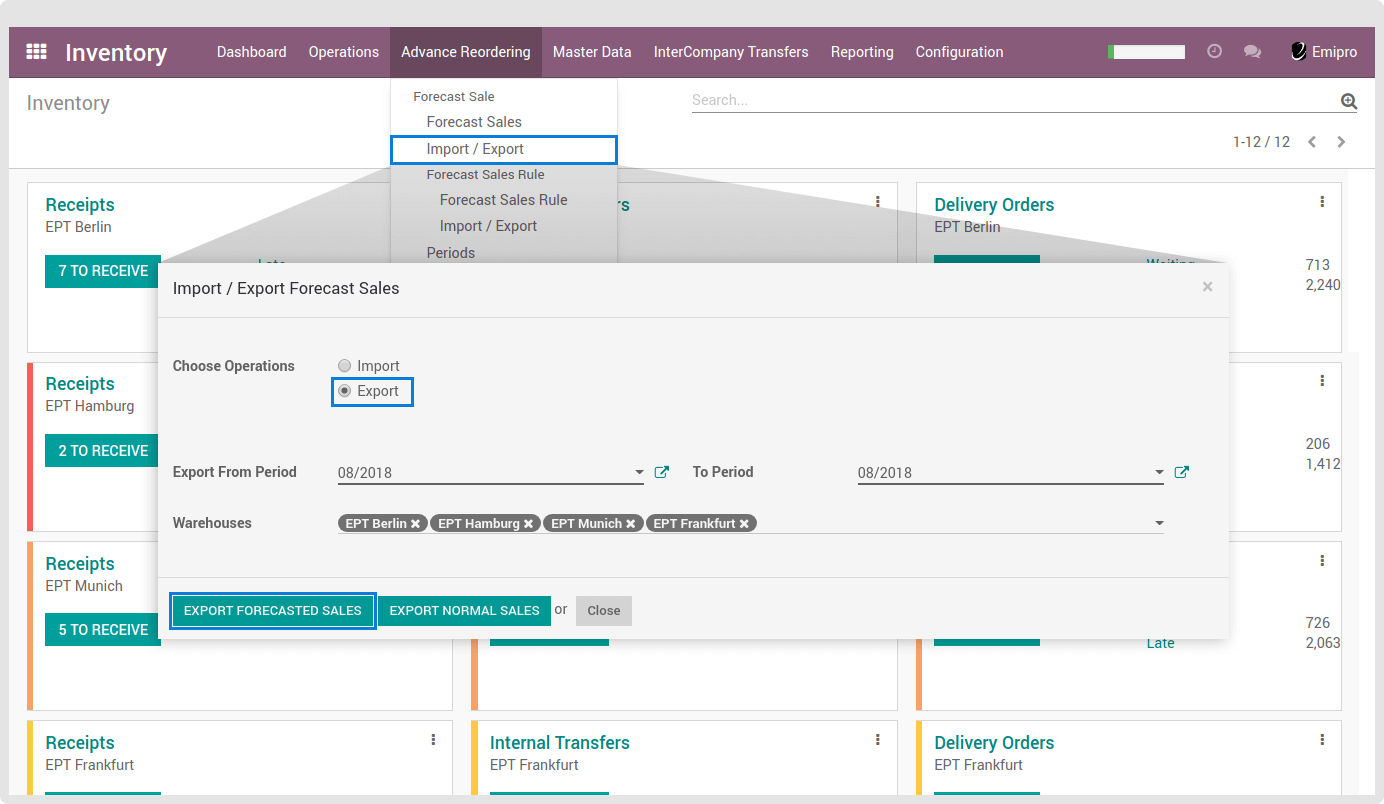 Inventory Dashboard Operations Advance Reordering Master Data InterCompany Transfers Reporting Configuration Emipro
Inventory
Search...
1-12 / 12
Forecast Sale
Forecast Sales
Import / Export
Forecast Sales Rule
Forecast Sales Rule
Import / Export
Periods
Receipts
EPT Berlin
7 TO RECEIVE
Late
rs
Delivery Orders
EPT Berlin
Waiting 713
2,240
Import / Export Forecast Sales
×
Choose Operations
Import
Export
Export From Period 08/2018 To Period 08/2018
Warehouses EPT Berlin × EPT Hamburg × EPT Munich × EPT Frankfurt ×
EXPORT FORECASTED SALES EXPORT NORMAL SALES or Close
Receipts
EPT Hamburg
2 TO RECEIVE
206
1,412
Receipts
EPT Munich
5 TO RECEIVE
726
Late 2,063
Receipts
EPT Frankfurt
Internal Transfers
EPT Frankfurt
Delivery Orders
EPT Frankfurt